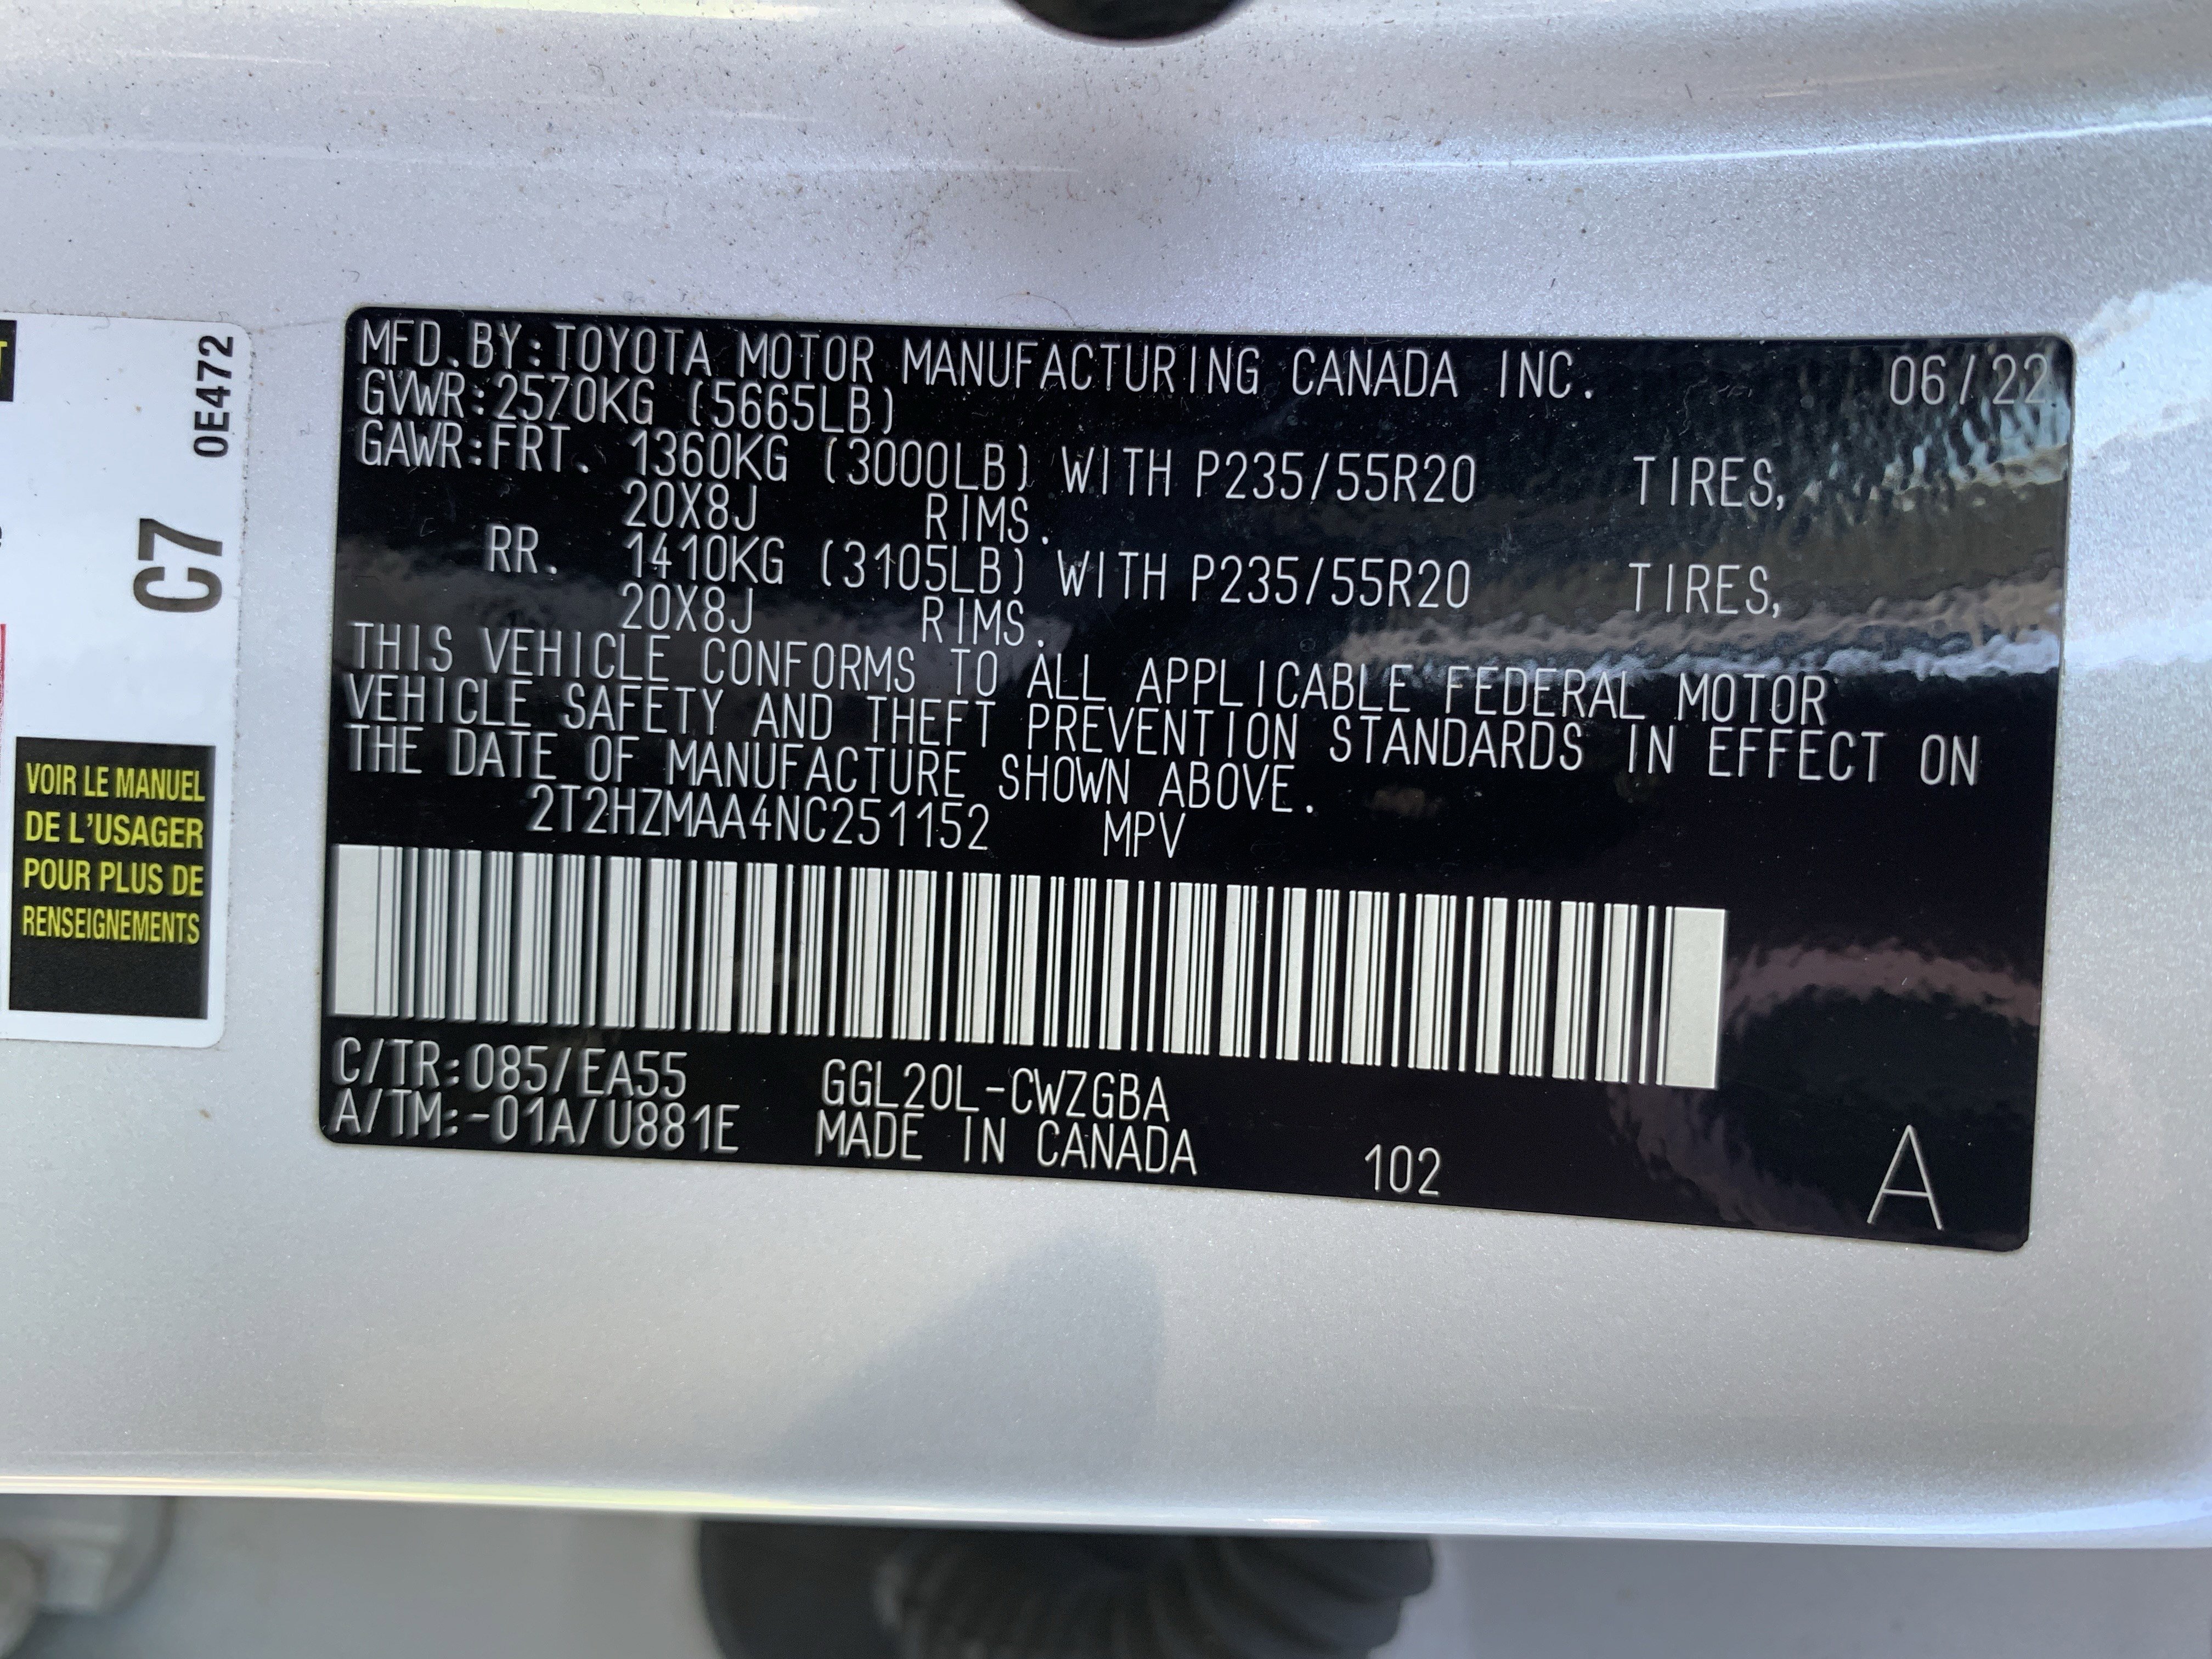 MFD.BY:TOYOTA MOTOR MANUFACTURING CANADA INC. 06/22
GVWR:2570KG (5665LB)
GAWR:FRT. 1360KG (3000LB) WITH P235/55R20 TIRES,
20X8J RIMS.
RR. 1410KG (3105LB) WITH P235/55R20 TIRES,
20X8J RIMS.
THIS VEHICLE CONFORMS TO ALL APPLICABLE FEDERAL MOTOR
VEHICLE SAFETY AND THEFT PREVENTION STANDARDS IN EFFECT ON
THE DATE OF MANUFACTURE SHOWN ABOVE.
2T2HZMAA4NC251152 MPV
C/TR:085/EA55 GGL20L-CWZGBA
A/TM:-01A/U881E MADE IN CANADA 102 A
0E472
C7
VOIR LE MANUEL
DE L'USAGER
POUR PLUS DE
RENSEIGNEMENTS